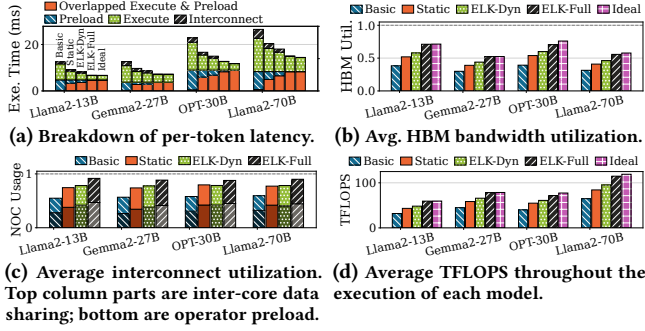 Overlapped Execute & Preload
Preload Execute Interconnect
Exe. Time (ms)
20
0
Basic
Static
ELK-Dyn
ELK-Full
Ideal
Llama2-13B
Gemma2-27B
OPT-30B
Llama2-70B
(a) Breakdown of per-token latency.
Basic Static ELK-Dyn ELK-Full Ideal
HBM Util.
1.0
0.5
0.0
Llama2-13B
Gemma2-27B
OPT-30B
Llama2-70B
(b) Avg. HBM bandwidth utilization.
Basic Static ELK-Dyn ELK-Full
NOC Usage
1
0
Llama2-13B
Gemma2-27B
OPT-30B
Llama2-70B
(c) Average interconnect utilization.
Top column parts are inter-core data
sharing; bottom are operator preload.
Basic Static ELK-Dyn ELK-Full Ideal
TFLOPS
100
0
Llama2-13B
Gemma2-27B
OPT-30B
Llama2-70B
(d) Average TFLOPS throughout the
execution of each model.